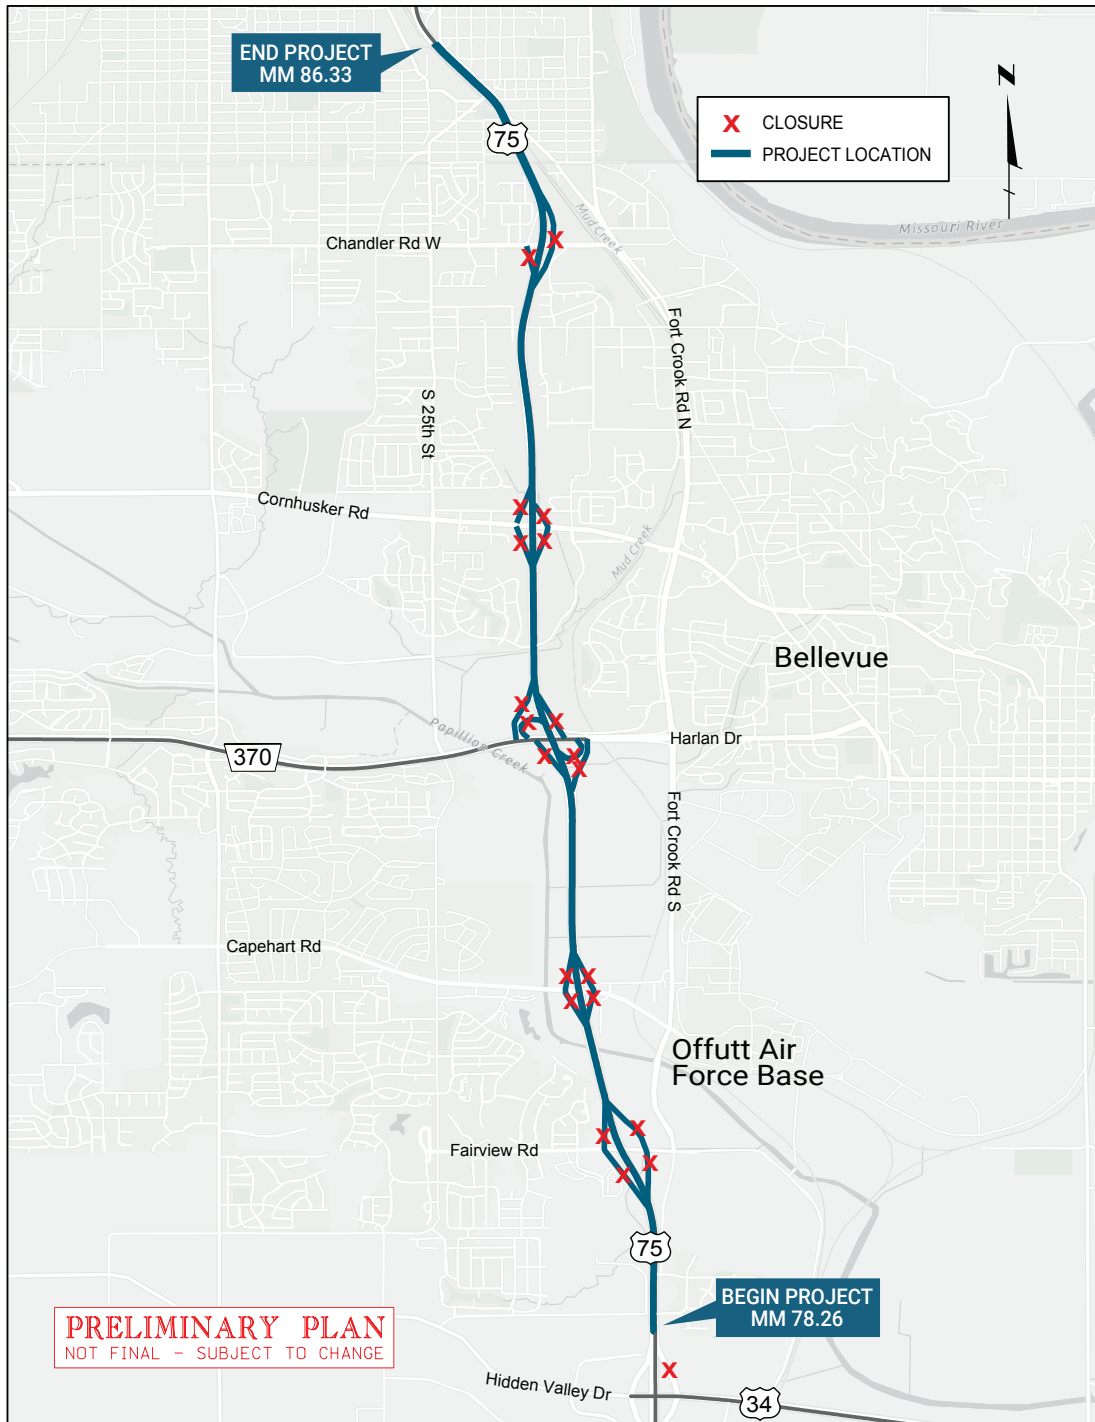 END PROJECT
MM 86.33
N
X CLOSURE
PROJECT LOCATION
75
Missouri River
Mud Creek
Chandler Rd W
X
X
Fort Crook Rd N
S 25th St
Cornhusker Rd
X
X
X
X
Mud Creek
Bellevue
X
X
X
Papillion Creek
Harlan Dr
370
X
X
X
Fort Crook Rd S
Capehart Rd
X
X
X
X
Offutt Air
Force Base
X
X
Fairview Rd
X
X
75
BEGIN PROJECT
MM 78.26
PRELIMINARY PLAN
NOT FINAL - SUBJECT TO CHANGE
X
Hidden Valley Dr
34